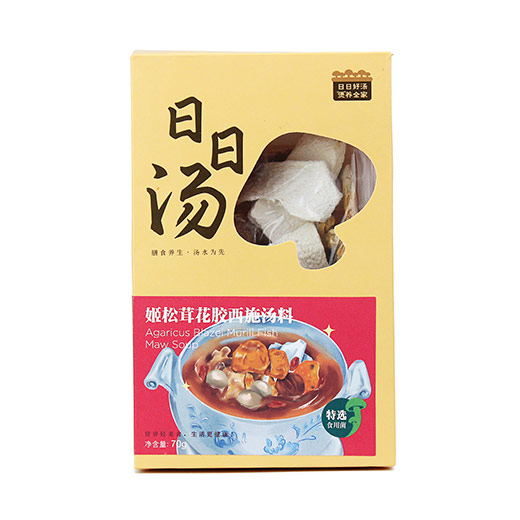 日日好汤
煲养全家
日日汤
膳食养生·汤水为先
姬松茸花胶西施汤料
Agaricus Blazei Murill Fish
Maw Soup
特选
食用菌
净含量: 70g